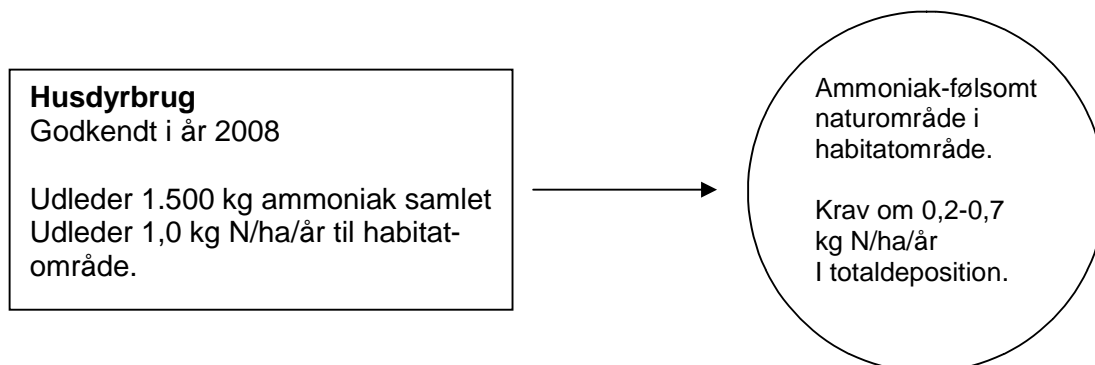 Husdyrbrug
Godkendt i år 2008
Udleder 1.500 kg ammoniak samlet
Udleder 1,0 kg N/ha/år til habitat-
område.
Ammoniak-følsomt
naturområde i
habitatområde.
Krav om 0,2-0,7
kg N/ha/år
I totaldeposition.